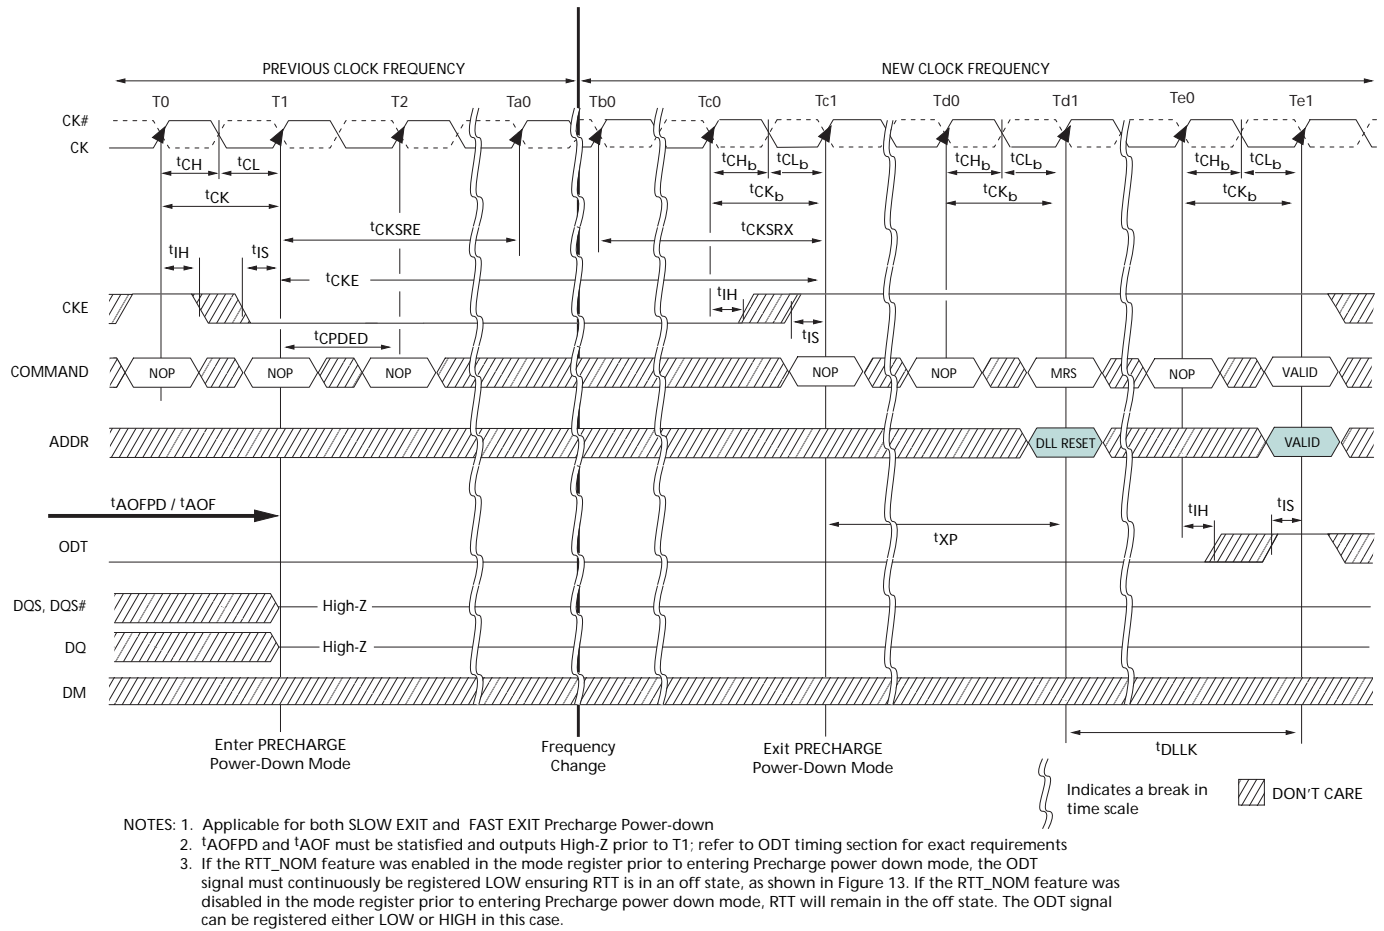 PREVIOUS CLOCK FREQUENCY NEW CLOCK FREQUENCY
T0 T1 T2 Ta0 Tb0 Tc0 Tc1 Td0 Td1 Te0 Te1
CK#
CK
tCH tCL tCHb tCLb tCHb tCLb tCHb tCLb
tCK tCKb tCKb tCKb
tCKSRE tCKSRX
tIH tIS
tCKE
tIH
CKE
tIS
tCPDED
COMMAND NOP NOP NOP NOP NOP MRS NOP VALID
ADDR DLL RESET VALID
tAOFPD / tAOF
tIH tIS
tXP
ODT
DQS, DQS# High-Z
DQ High-Z
DM
Enter PRECHARGE
Power-Down Mode
Frequency
Change
Exit PRECHARGE
Power-Down Mode
tDLLK
Indicates a break in
time scale
DON'T CARE
NOTES: 1. Applicable for both SLOW EXIT and FAST EXIT Precharge Power-down
2. tAOFPD and tAOF must be statisfied and outputs High-Z prior to T1; refer to ODT timing section for exact requirements
3. If the RTT_NOM feature was enabled in the mode register prior to entering Precharge power down mode, the ODT
signal must continuously be registered LOW ensuring RTT is in an off state, as shown in Figure 13. If the RTT_NOM feature was
disabled in the mode register prior to entering Precharge power down mode, RTT will remain in the off state. The ODT signal
can be registered either LOW or HIGH in this case.